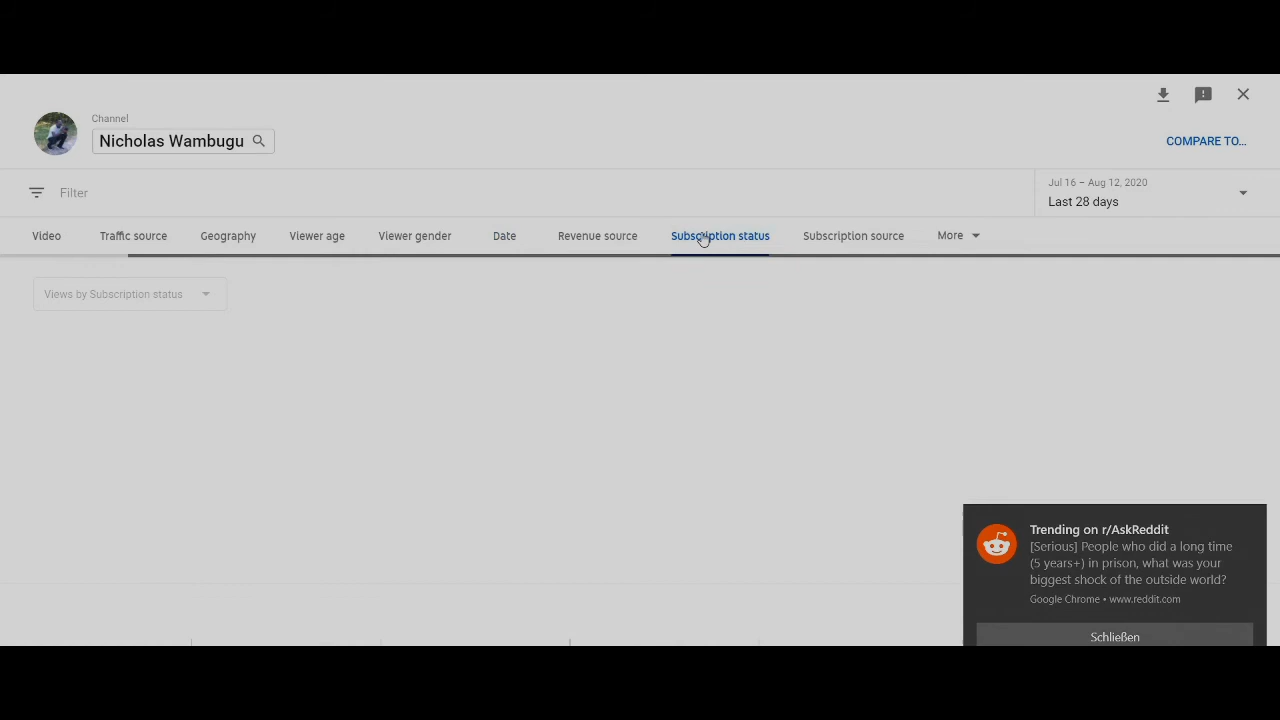 Channel
Nicholas Wambugu
COMPARE TO...
Filter
Jul 16 – Aug 12, 2020
Last 28 days
Video Traffic source Geography Viewer age Viewer gender Date Revenue source Subscription status Subscription source More
Views by Subscription status
Trending on r/AskReddit
[Serious] People who did a long time
(5 years+) in prison, what was your
biggest shock of the outside world?
Google Chrome • www.reddit.com
Schließen